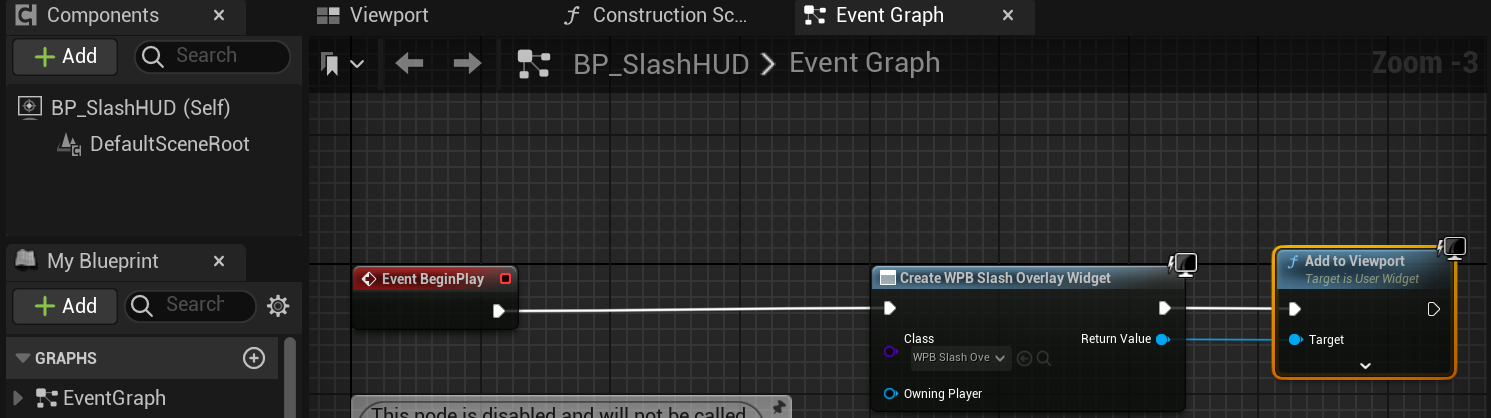 Components
Viewport
Construction Sc...
Event Graph
Add
Search
BP_SlashHUD > Event Graph
Zoom -3
BP_SlashHUD (Self)
DefaultSceneRoot
My Blueprint
Add
Search
GRAPHS
EventGraph
Event BeginPlay
Create WPB Slash Overlay Widget
Class
WPB Slash Ove
Return Value
Owning Player
Add to Viewport
Target is User Widget
Target
This node is disabled and will not be called.